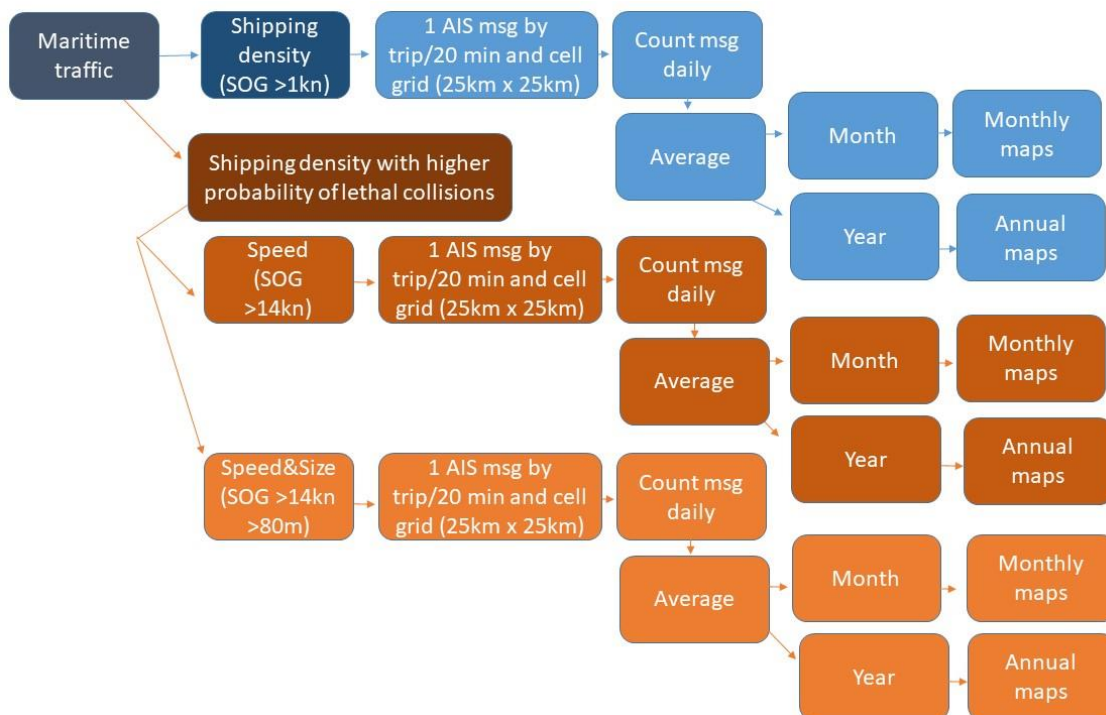 Maritime
traffic
Shipping
density
(SOG >1kn)
1 AIS msg by
trip/20 min and cell
grid (25km x 25km)
Count msg
daily
Average
Month
Monthly
maps
Year
Annual
maps
Shipping density with higher
probability of lethal collisions
Speed
(SOG
>14kn)
1 AIS msg by
trip/20 min and cell
grid (25km x 25km)
Count msg
daily
Average
Month
Monthly
maps
Year
Annual
maps
Speed&Size
(SOG >14kn
>80m)
1 AIS msg by
trip/20 min and cell
grid (25km x 25km)
Count msg
daily
Average
Month
Monthly
maps
Year
Annual
maps